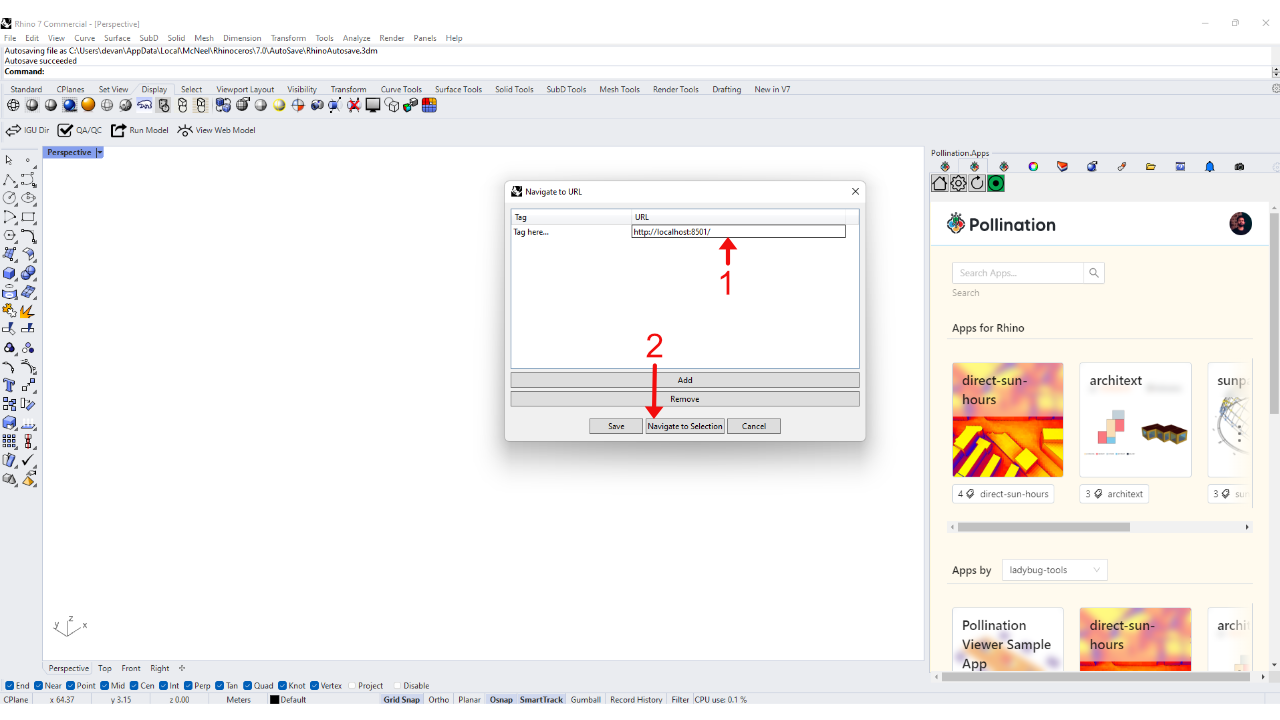 Rhino 7 Commercial - [Perspective]
File Edit View Curve Surface SubD Solid Mesh Dimension Transform Tools Analyze Render Panels Help
Autosaving file as C:\Users\devan\AppData\Local\McNeel\Rhinoceros\7.0\AutoSave\RhinoAutosave.3dm
Autosave succeeded
Command:
Standard CPlanes Set View Display Select Viewport Layout Visibility Transform Curve Tools Surface Tools Solid Tools SubD Tools Mesh Tools Render Tools Drafting New in V7
IGU Dir QA/QC Run Model View Web Model
Perspective
Pollination.Apps
Navigate to URL
Tag URL
Tag here... http://localhost:8501/
1
2
Add
Remove
Save Navigate to Selection Cancel
Pollination
Search Apps...
Search
Apps for Rhino
direct-sun-
hours
architext
sunp
4 direct-sun-hours 3 architext 3 sun
Apps by ladybug-tools
Pollination
Viewer Sample
App
direct-sun-
hours
archit
z
y x
Perspective Top Front Right
End Near Point Mid Cen Int Perp Tan Quad Knot Vertex Project Disable
CPlane x 64.37 y 3.15 z 0.00 Meters Default Grid Snap Ortho Planar Osnap SmartTrack Gumball Record History Filter CPU use: 0.1 %